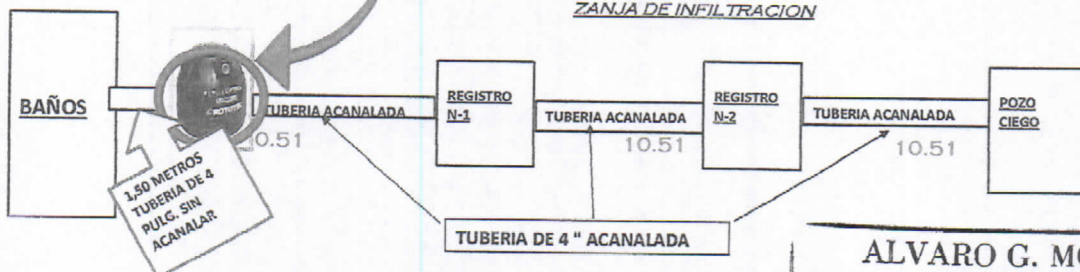 ZANJA DE INFILTRACION
BAÑOS
TUBERIA ACANALADA
0.51
REGISTRO
N-1
TUBERIA ACANALADA
10.51
REGISTRO
N-2
TUBERIA ACANALADA
10.51
POZO
CIEGO
1,50 METROS
TUBERIA DE 4
PULG. SIN
ACANALAR
TUBERIA DE 4 " ACANALADA
ALVARO G. MO